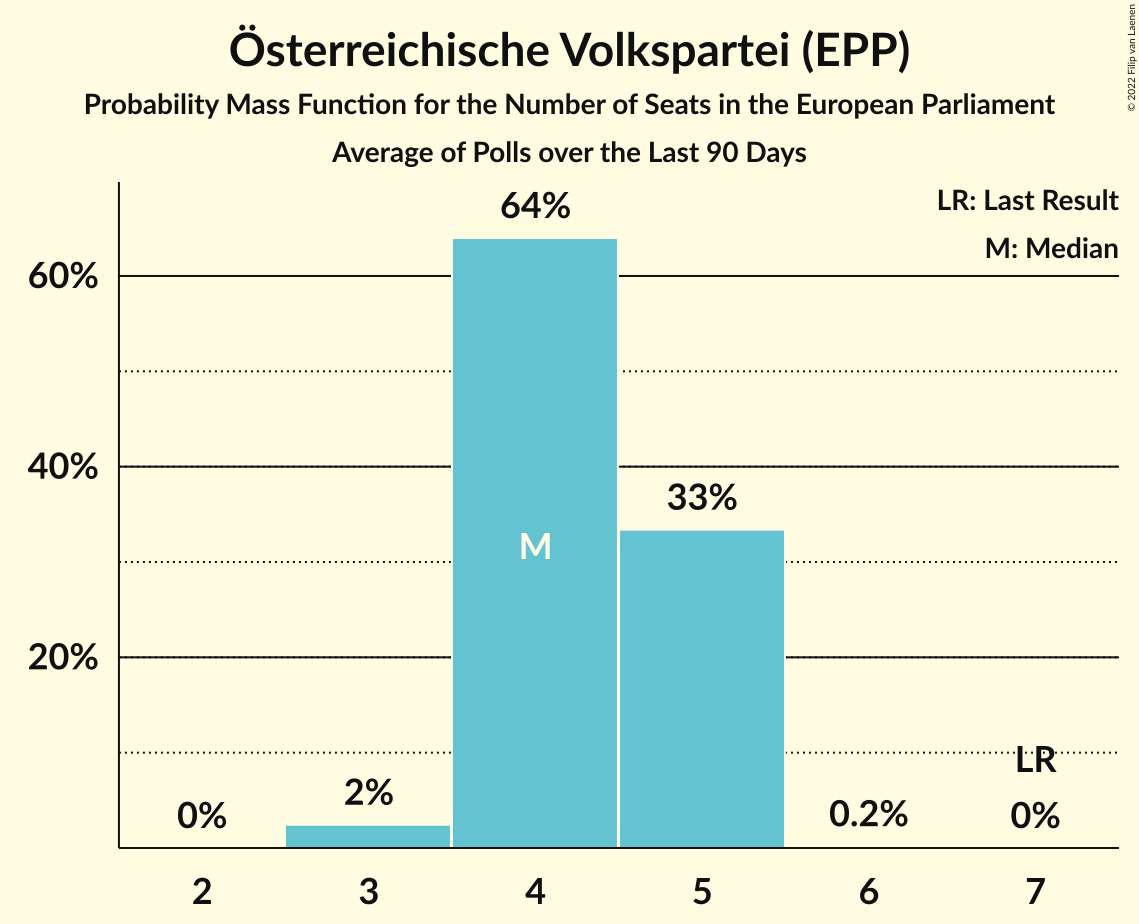 Österreichische Volkspartei (EPP)
Probability Mass Function for the Number of Seats in the European Parliament
Average of Polls over the Last 90 Days
© 2022 Filip van Laenen
LR: Last Result
M: Median
64%
60%
40%
33%
M
20%
LR
2%
0%
0.2%
0%
2 3 4 5 6 7